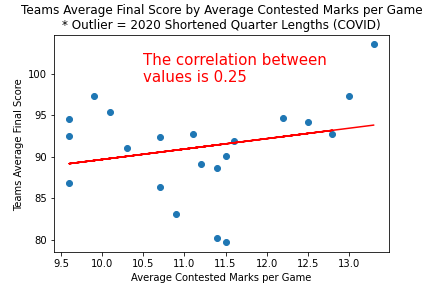 Teams Average Final Score by Average Contested Marks per Game
* Outlier = 2020 Shortened Quarter Lengths (COVID)
The correlation between
values is 0.25
Teams Average Final Score
100
95
90
85
80
9.5 10.0 10.5 11.0 11.5 12.0 12.5 13.0
Average Contested Marks per Game